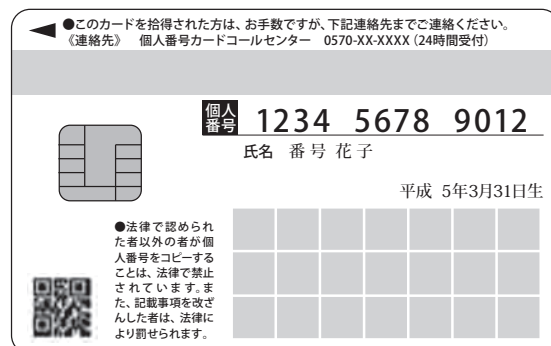 ●このカードを拾得された方は、お手数ですが、下記連絡先までご連絡ください。
《連絡先》 個人番号カードコールセンター 0570-XX-XXXX（24時間受付）
個人番号 1234 5678 9012
氏名 番号 花子
平成 5年3月31日生
●法律で認められ
た者以外の者が個
人番号をコピーする
ことは、法律で禁止
されています。ま
た、記載事項を改ざ
んした者は、法律に
より罰せられます。